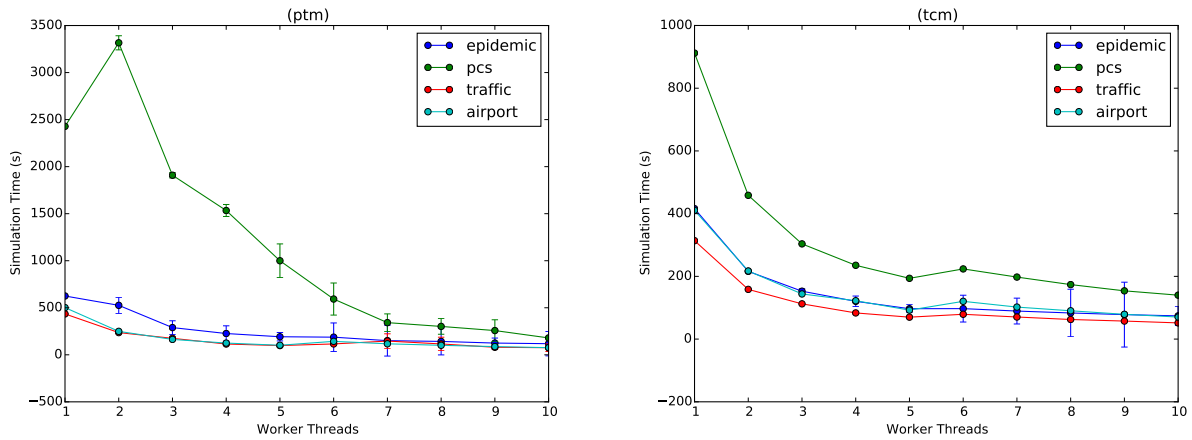 (ptm)
3500
3000
2500
2000
1500
1000
500
0
−500
Simulation Time (s)
1 2 3 4 5 6 7 8 9 10
Worker Threads
epidemic
pcs
traffic
airport
(tcm)
1000
800
600
400
200
0
−200
Simulation Time (s)
1 2 3 4 5 6 7 8 9 10
Worker Threads
epidemic
pcs
traffic
airport